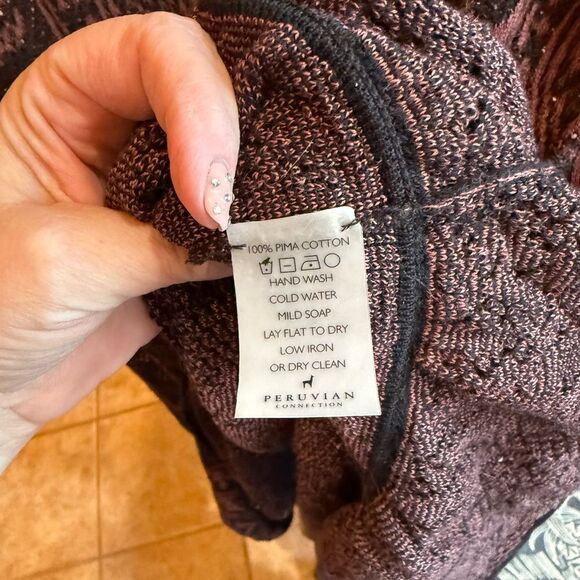 100% PIMA COTTON
HAND WASH
COLD WATER
MILD SOAP
LAY FLAT TO DRY
LOW IRON
OR DRY CLEAN
PERUVIAN
CONNECTION